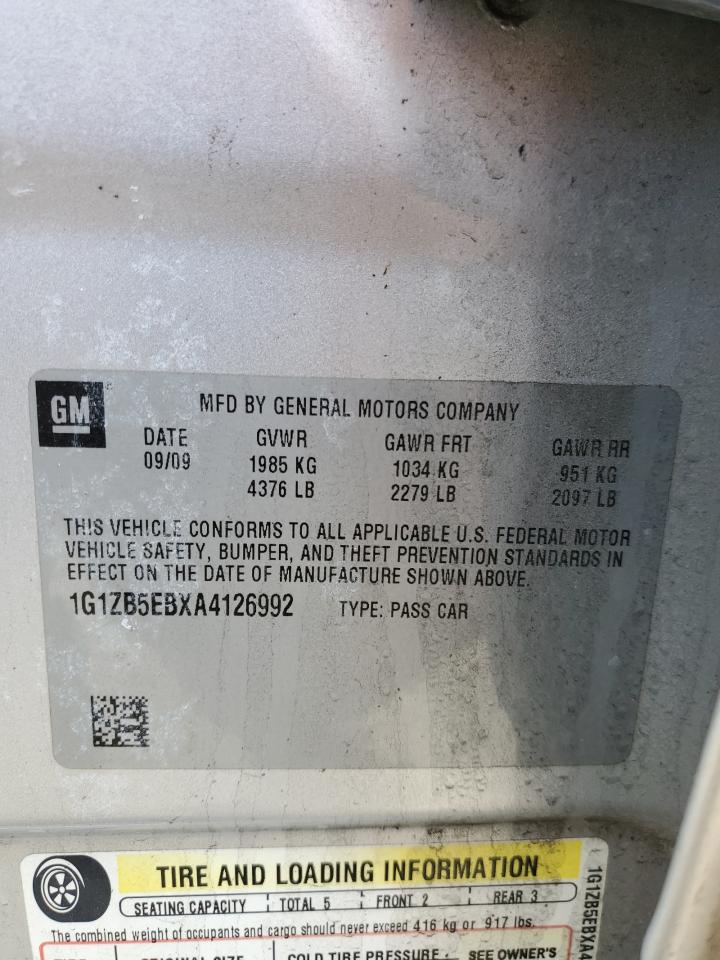 GM
MFD BY GENERAL MOTORS COMPANY
DATE GVWR GAWR FRT GAWR RR
09/09 1985 KG 1034 KG 951 KG
4376 LB 2279 LB 2097 LB
THIS VEHICLE CONFORMS TO ALL APPLICABLE U.S. FEDERAL MOTOR
VEHICLE SAFETY, BUMPER, AND THEFT PREVENTION STANDARDS IN
EFFECT ON THE DATE OF MANUFACTURE SHOWN ABOVE.
1G1ZB5EBXA4126992 TYPE: PASS CAR
TIRE AND LOADING INFORMATION
SEATING CAPACITY TOTAL 5 FRONT 2 REAR 3
The combined weight of occupants and cargo should never exceed 416 kg or 917 lbs.
COLD TIRE PRESSURE SEE OWNER'S
1G1ZB5EBXA4